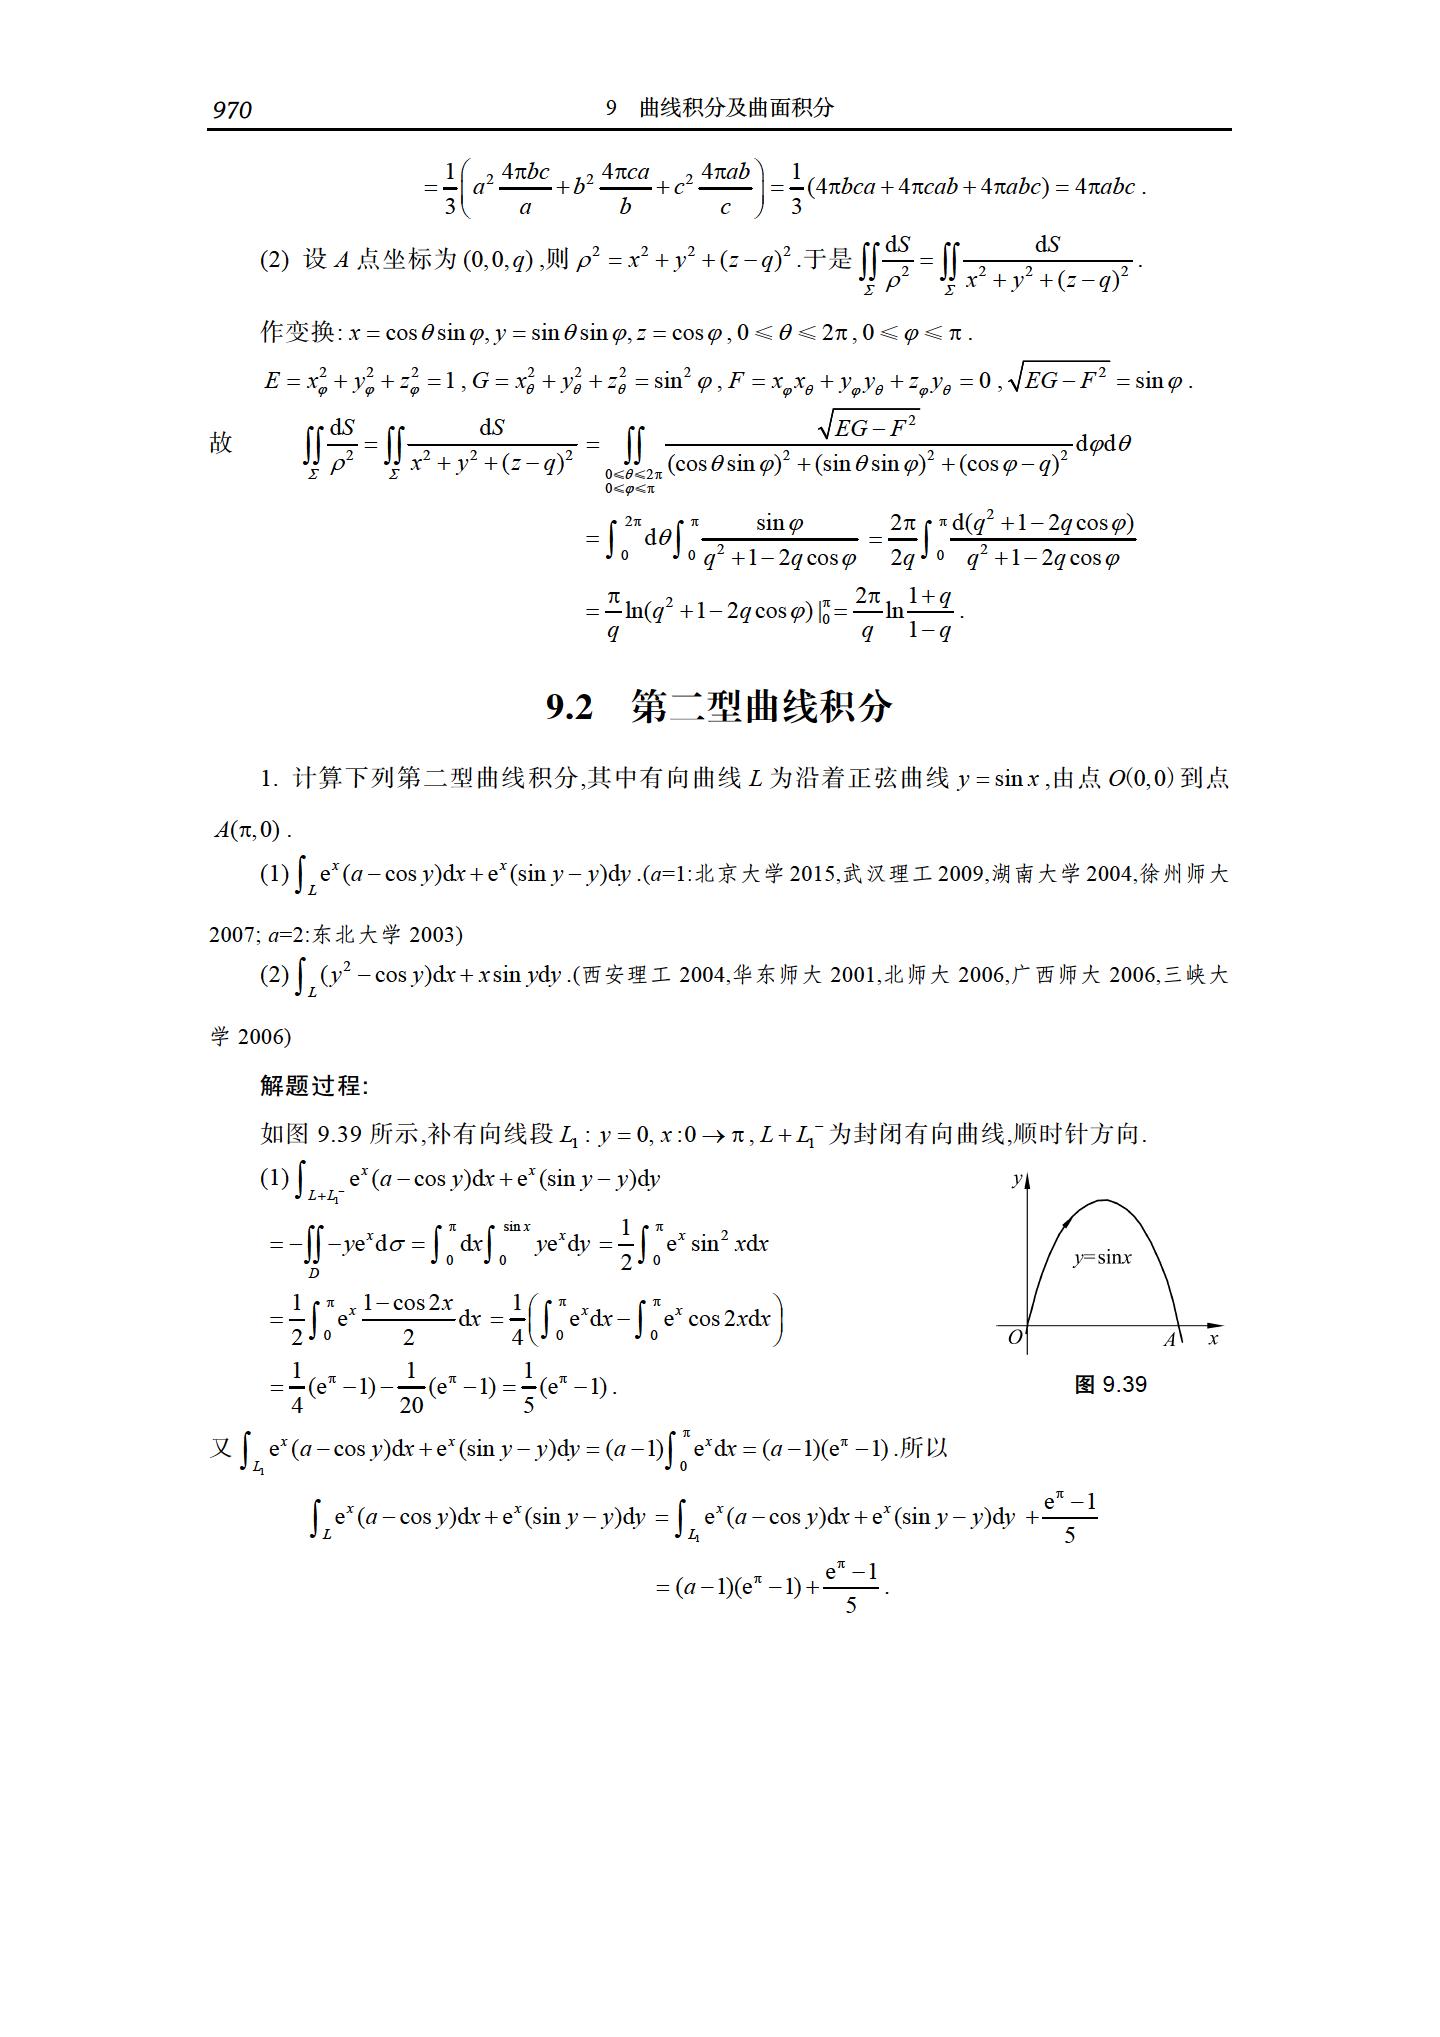 970 9 曲线积分及曲面积分
$=\frac{1}{3}\left(a^2\frac{4\pi bc}{a}+b^2\frac{4\pi ca}{b}+c^2\frac{4\pi ab}{c}\right)=\frac{1}{3}(4\pi bca+4\pi cab+4\pi abc)=4\pi abc$.
(2) 设 A 点坐标为 $(0,0,q)$,则 $\rho^2=x^2+y^2+(z-q)^2$.于是 $\iint_{\Sigma}\frac{dS}{\rho^2}=\iint_{\Sigma}\frac{dS}{x^2+y^2+(z-q)^2}$.
作变换: $x=\cos\theta\sin\varphi,y=\sin\theta\sin\varphi,z=\cos\varphi,0\leqslant\theta\leqslant2\pi,0\leqslant\varphi\leqslant\pi$.
$E=x_\varphi^2+y_\varphi^2+z_\varphi^2=1,G=x_\theta^2+y_\theta^2+z_\theta^2=\sin^2\varphi,F=x_\varphi x_\theta+y_\varphi y_\theta+z_\varphi y_\theta=0,\sqrt{EG-F^2}=\sin\varphi$.
故 $\iint_{\Sigma}\frac{dS}{\rho^2}=\iint_{\Sigma}\frac{dS}{x^2+y^2+(z-q)^2}=\iint_{0\leqslant\theta\leqslant2\pi \atop 0\leqslant\varphi\leqslant\pi}\frac{\sqrt{EG-F^2}}{(\cos\theta\sin\varphi)^2+(\sin\theta\sin\varphi)^2+(\cos\varphi-q)^2}d\varphi d\theta$
$=\int_0^{2\pi}d\theta\int_0^{\pi}\frac{\sin\varphi}{q^2+1-2q\cos\varphi}=\frac{2\pi}{2q}\int_0^{\pi}\frac{d(q^2+1-2q\cos\varphi)}{q^2+1-2q\cos\varphi}$
$=\frac{\pi}{q}\ln(q^2+1-2q\cos\varphi)|_0^{\pi}=\frac{2\pi}{q}\ln\frac{1+q}{1-q}$.
9.2 第二型曲线积分
1. 计算下列第二型曲线积分,其中有向曲线 L 为沿着正弦曲线 $y=\sin x$,由点 $O(0,0)$ 到点
$A(\pi,0)$.
(1) $\int_L e^x(a-\cos y)dx+e^x(\sin y-y)dy$.(a=1:北京大学 2015,武汉理工 2009,湖南大学 2004,徐州师大
2007; a=2:东北大学 2003)
(2) $\int_L(y^2-\cos y)dx+x\sin ydy$.(西安理工 2004,华东师大 2001,北师大 2006,广西师大 2006,三峡大
学 2006)
解题过程:
如图 9.39 所示,补有向线段 $L_1:y=0,x:0\to\pi,L+L_1^-$ 为封闭有向曲线,顺时针方向.
(1) $\int_{L+L_1^-}e^x(a-\cos y)dx+e^x(\sin y-y)dy$
$=-\iint_D-ye^xd\sigma=\int_0^{\pi}dx\int_0^{\sin x}ye^xdy=\frac{1}{2}\int_0^{\pi}e^x\sin^2xdx$
$=\frac{1}{2}\int_0^{\pi}e^x\frac{1-\cos2x}{2}dx=\frac{1}{4}\left(\int_0^{\pi}e^xdx-\int_0^{\pi}e^x\cos2xdx\right)$
$=\frac{1}{4}(e^{\pi}-1)-\frac{1}{20}(e^{\pi}-1)=\frac{1}{5}(e^{\pi}-1)$.
y
y=sinx
O A x
图 9.39
又 $\int_{L_1}e^x(a-\cos y)dx+e^x(\sin y-y)dy=(a-1)\int_0^{\pi}e^xdx=(a-1)(e^{\pi}-1)$.所以
$\int_L e^x(a-\cos y)dx+e^x(\sin y-y)dy=\int_{L_1}e^x(a-\cos y)dx+e^x(\sin y-y)dy+\frac{e^{\pi}-1}{5}$
$=(a-1)(e^{\pi}-1)+\frac{e^{\pi}-1}{5}$.